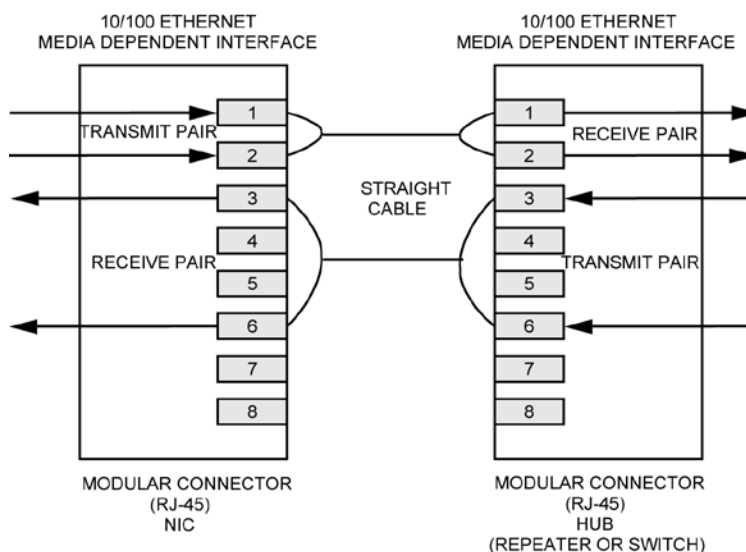 10/100 ETHERNET
MEDIA DEPENDENT INTERFACE
10/100 ETHERNET
MEDIA DEPENDENT INTERFACE
1
TRANSMIT PAIR
2
3
4
RECEIVE PAIR
5
6
7
8
STRAIGHT
CABLE
1
RECEIVE PAIR
2
3
4
TRANSMIT PAIR
5
6
7
8
MODULAR CONNECTOR
(RJ-45)
NIC
MODULAR CONNECTOR
(RJ-45)
HUB
(REPEATER OR SWITCH)